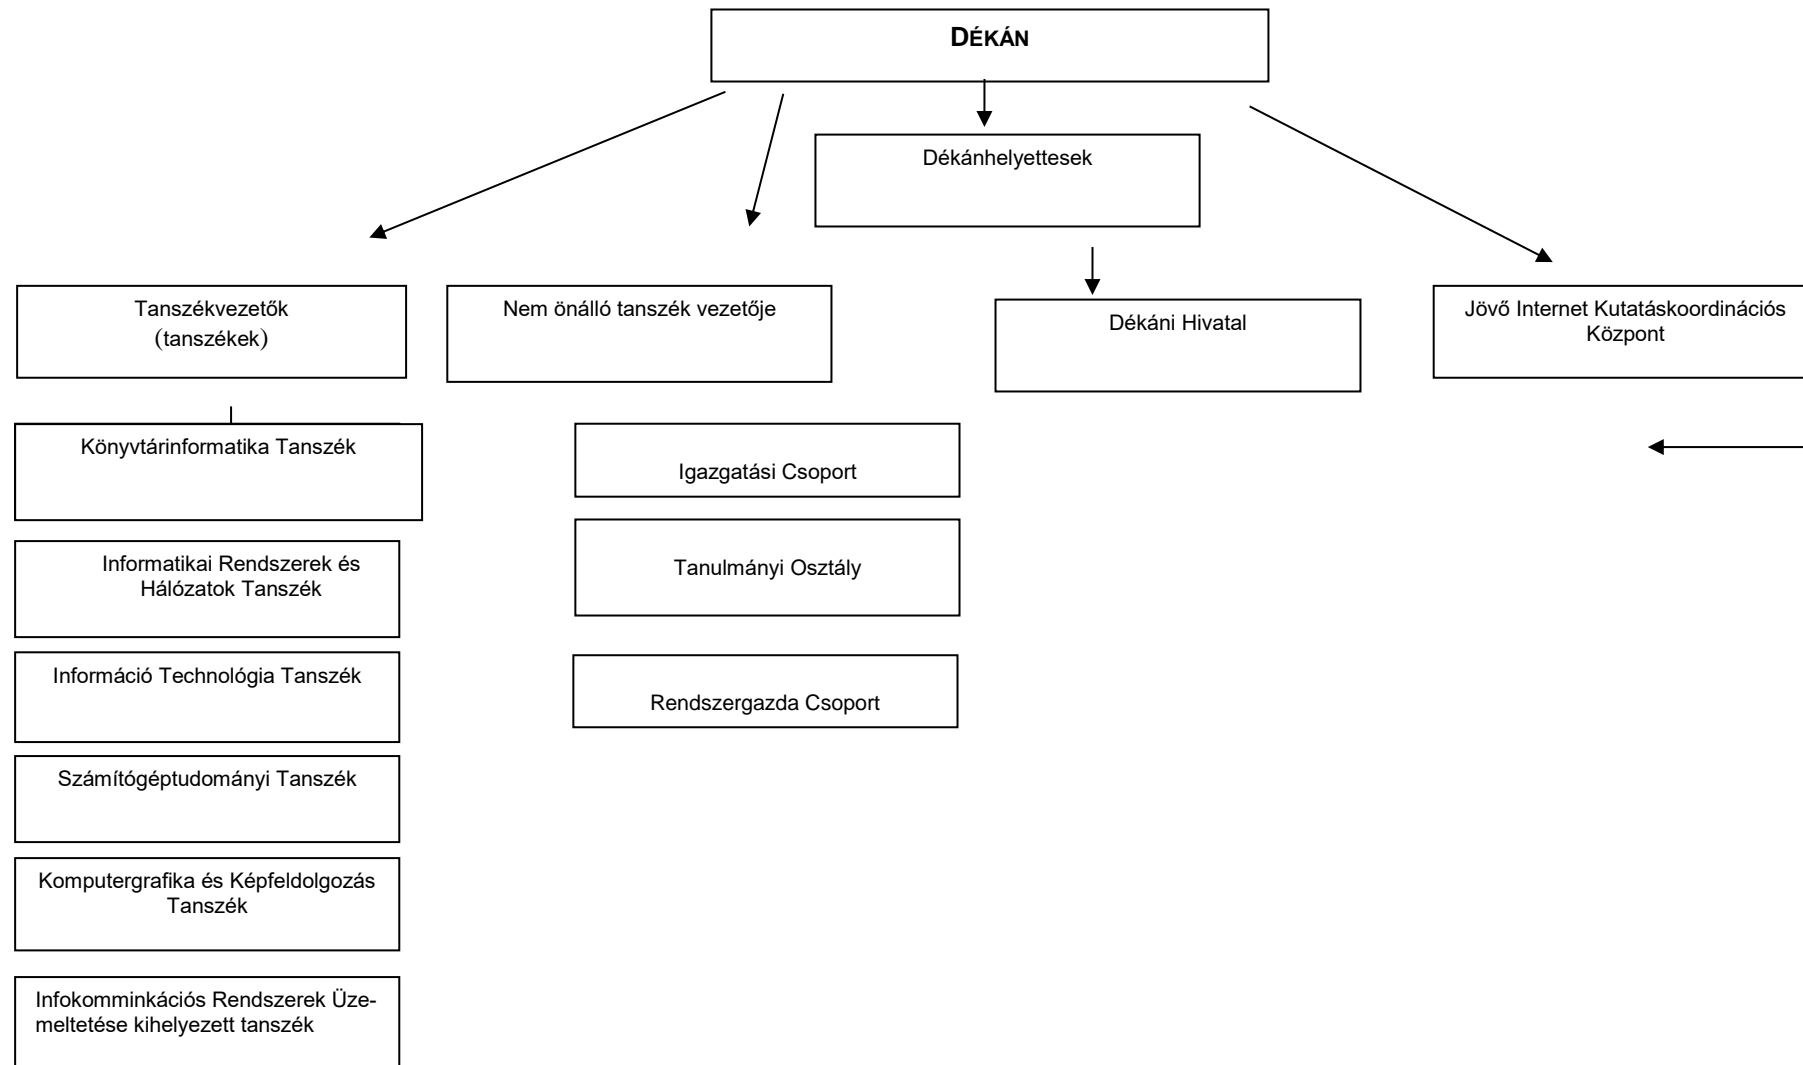 DÉKÁN
Dékánhelyettesek
Tanszékvezetők
(tanszékek)
Nem önálló tanszék vezetője
Dékáni Hivatal
Jövő Internet Kutatáskoordinációs
Központ
Könyvtárinformatika Tanszék
Igazgatási Csoport
Informatikai Rendszerek és
Hálózatok Tanszék
Tanulmányi Osztály
Információ Technológia Tanszék
Rendszergazda Csoport
Számítógéptudományi Tanszék
Komputergrafika és Képfeldolgozás
Tanszék
Infokomminkációs Rendszerek Üze-
meltetése kihelyezett tanszék